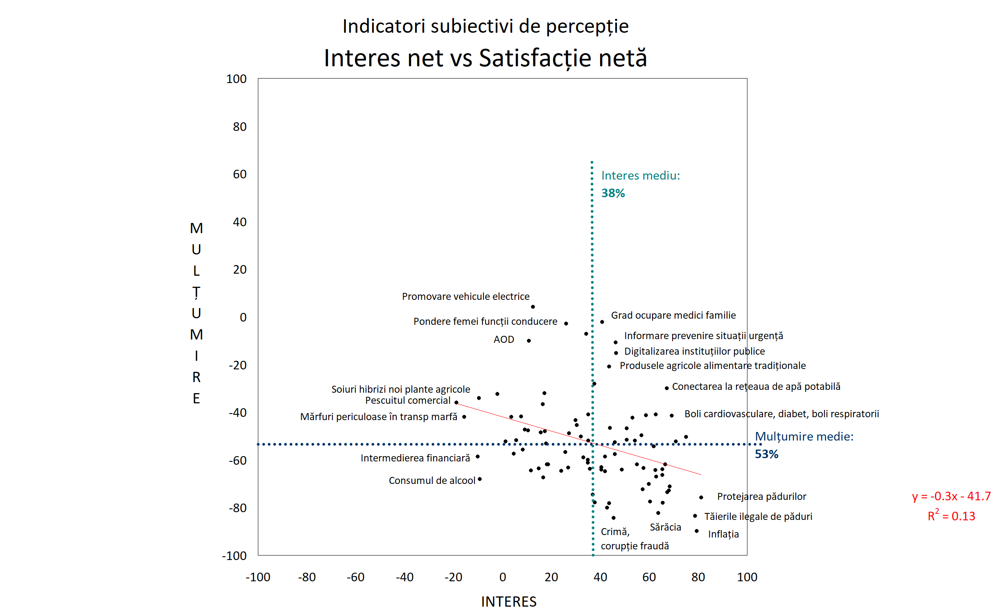 Indicatori subiectivi de percepție
Interes net vs Satisfacție netă
100
80
60
40
20
0
-20
-40
-60
-80
-100
M
U
L
Ț
U
M
I
R
E
Interes mediu:
38%
Promovare vehicule electrice
Grad ocupare medici familie
Pondere femei funcții conducere
Informare prevenire situații urgență
AOD
Digitalizarea instituțiilor publice
Produsele agricole alimentare tradiționale
Conectarea la rețeaua de apă potabilă
Soiuri hibrizi noi plante agricole
Pescuitul comercial
Mărfuri periculoase în transp marfă
Boli cardiovasculare, diabet, boli respiratorii
Mulțumire medie:
53%
Intermedierea financiară
Consumul de alcool
Protejarea pădurilor
y = -0.3x - 41.7
R² = 0.13
Tăierile ilegale de păduri
Sărăcia
Inflația
Crimă,
corupție fraudă
-100 -80 -60 -40 -20 0 20 40 60 80 100
INTERES